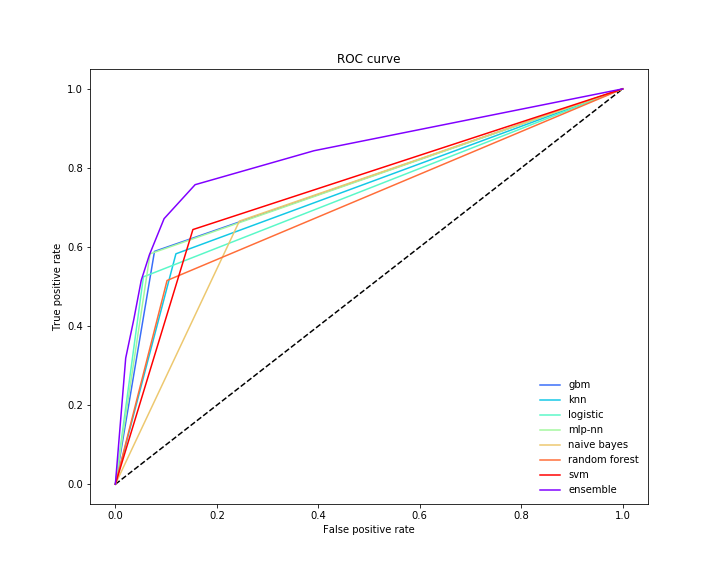 ROC curve
True positive rate
1.0
0.8
0.6
0.4
0.2
0.0
0.0 0.2 0.4 0.6 0.8 1.0
False positive rate
gbm
knn
logistic
mlp-nn
naive bayes
random forest
svm
ensemble